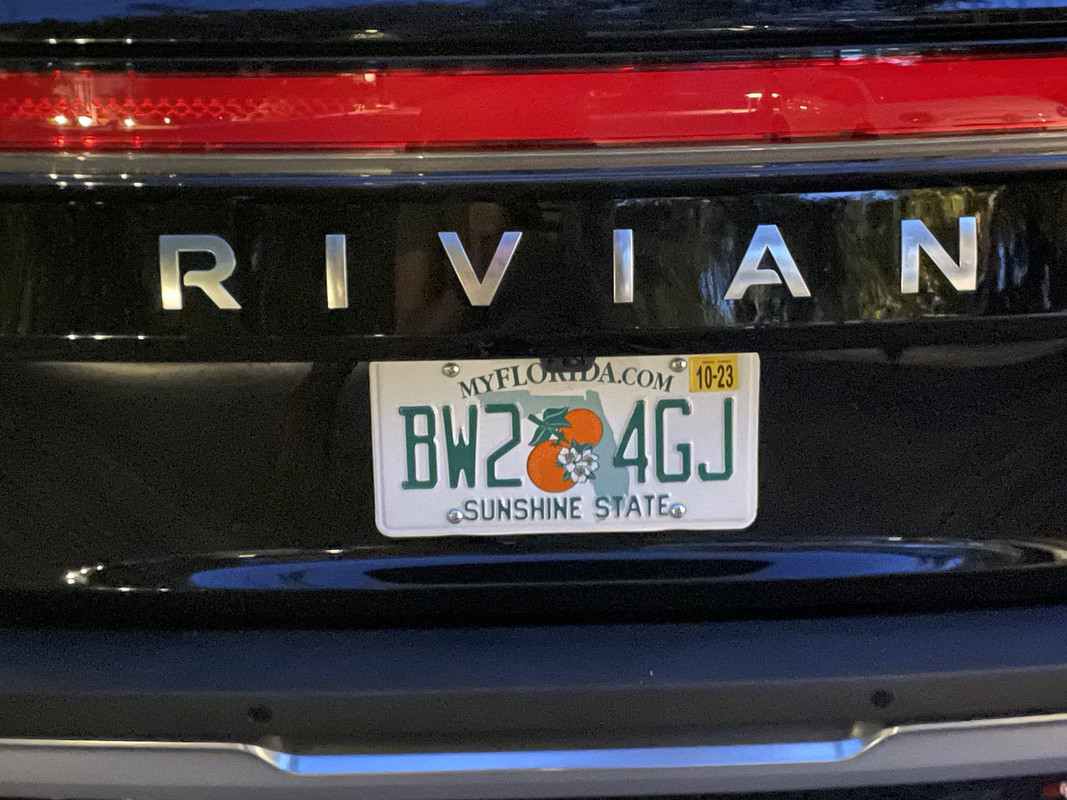 RIVIAN
MYFLORIDA.COM
10-23
BW2 4GJ
SUNSHINE STATE